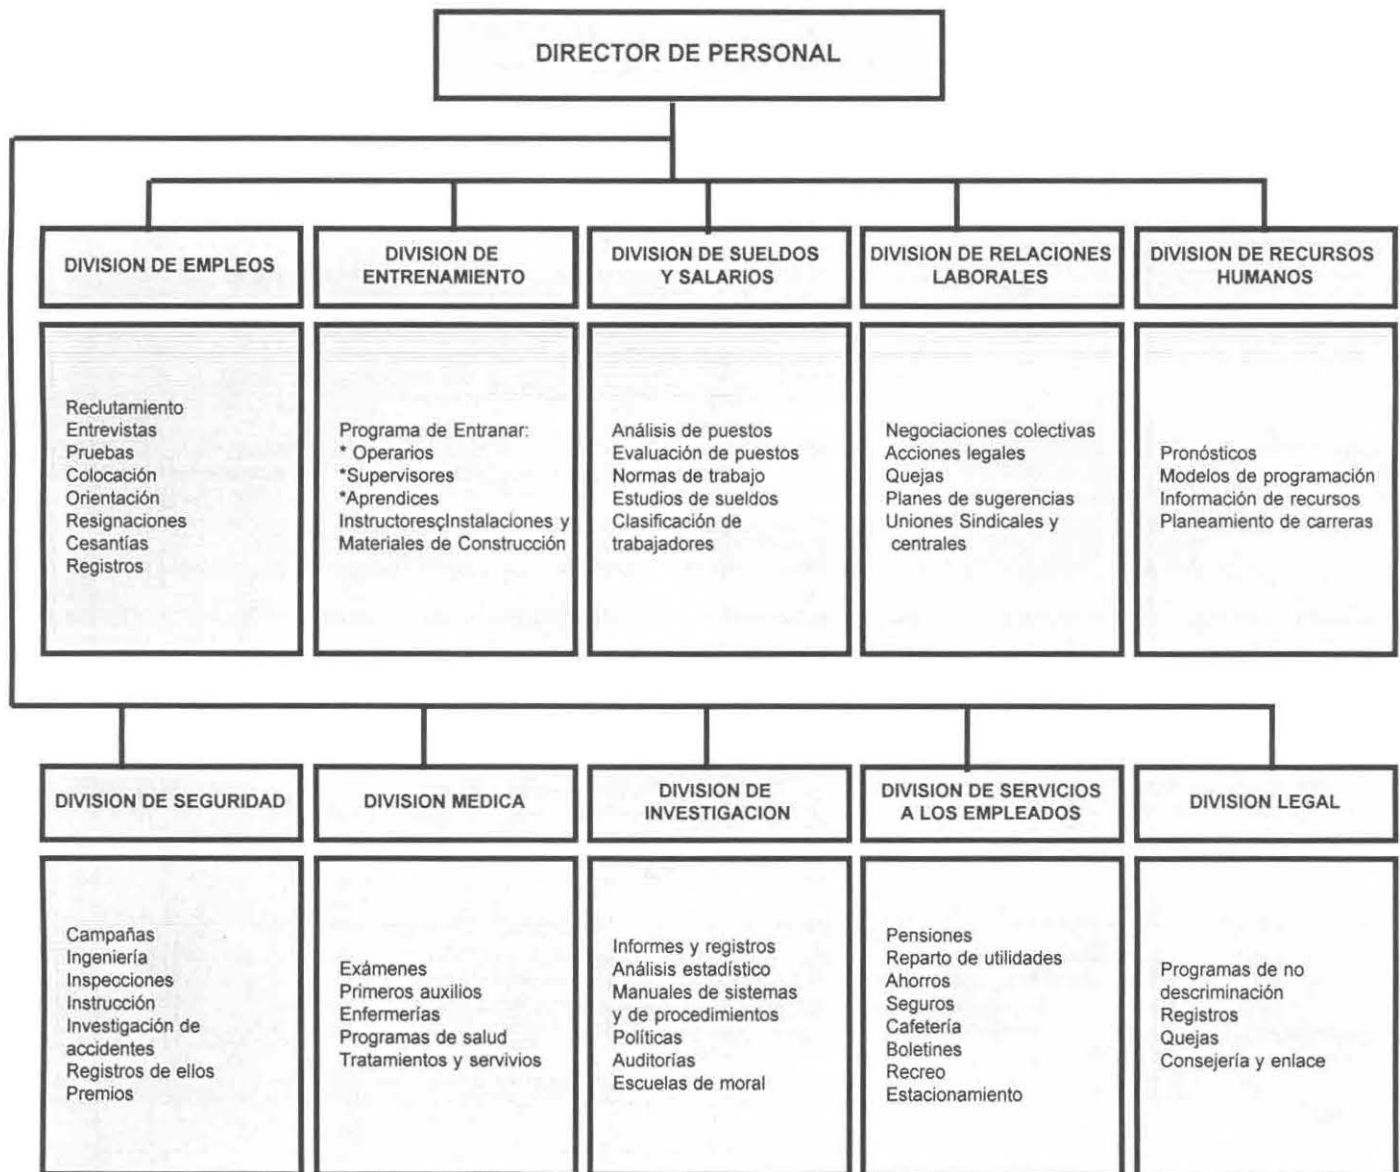 DIRECTOR DE PERSONAL
DIVISION DE EMPLEOS
Reclutamiento
Entrevistas
Pruebas
Colocación
Orientación
Resignaciones
Cesantías
Registros
DIVISION DE
ENTRENAMIENTO
Programa de Entranar:
* Operarios
*Supervisores
*Aprendices
InstructoresçInstalaciones y
Materiales de Construcción
DIVISION DE SUELDOS
Y SALARIOS
Análisis de puestos
Evaluación de puestos
Normas de trabajo
Estudios de sueldos
Clasificación de
trabajadores
DIVISION DE RELACIONES
LABORALES
Negociaciones colectivas
Acciones legales
Quejas
Planes de sugerencias
Uniones Sindicales y
centrales
DIVISION DE RECURSOS
HUMANOS
Pronósticos
Modelos de programación
Información de recursos
Planeamiento de carreras
DIVISION DE SEGURIDAD
Campañas
Ingeniería
Inspecciones
Instrucción
Investigación de
accidentes
Registros de ellos
Premios
DIVISION MEDICA
Exámenes
Primeros auxilios
Enfermerías
Programas de salud
Tratamientos y servivios
DIVISION DE
INVESTIGACION
Informes y registros
Análisis estadístico
Manuales de sistemas
y de procedimientos
Políticas
Auditorías
Escuelas de moral
DIVISION DE SERVICIOS
A LOS EMPLEADOS
Pensiones
Reparto de utilidades
Ahorros
Seguros
Cafetería
Boletines
Recreo
Estacionamiento
DIVISION LEGAL
Programas de no
descriminación
Registros
Quejas
Consejería y enlace